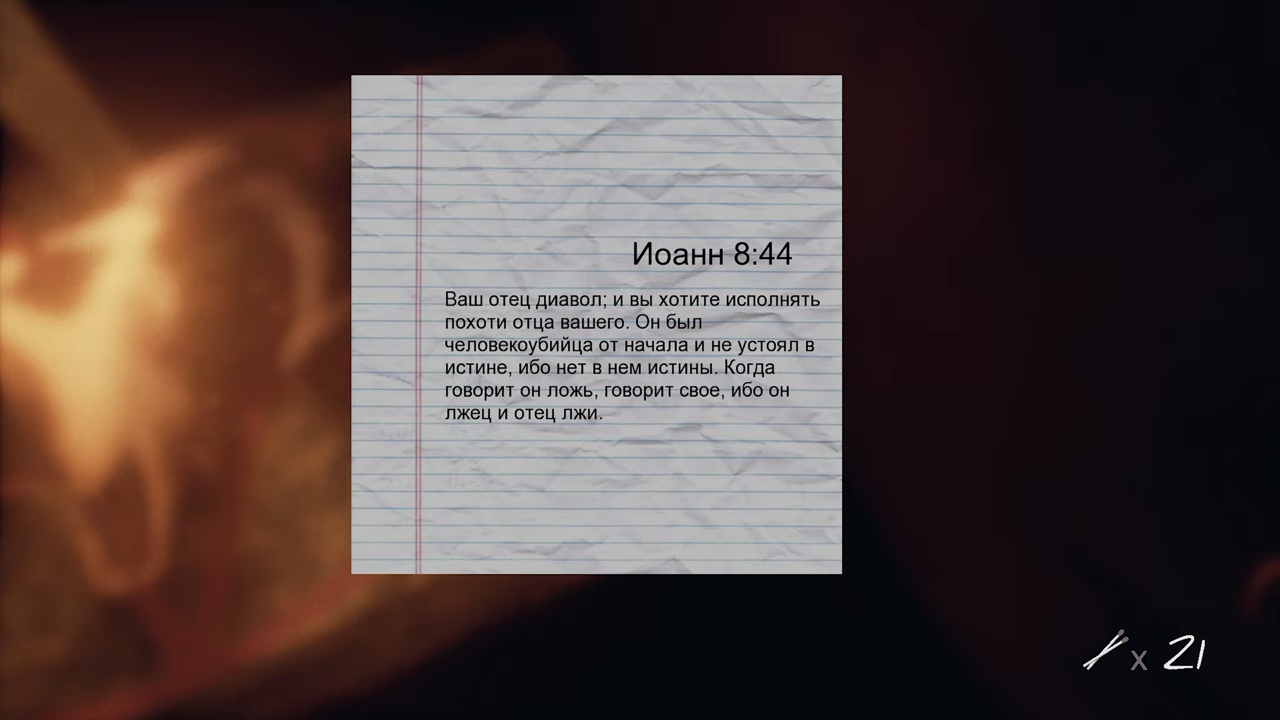 Иоанн 8:44
Ваш отец диавол; и вы хотите исполнять
похоти отца вашего. Он был
человекоубийца от начала и не устоял в
истине, ибо нет в нем истины. Когда
говорит он ложь, говорит свое, ибо он
лжец и отец лжи.
x 21